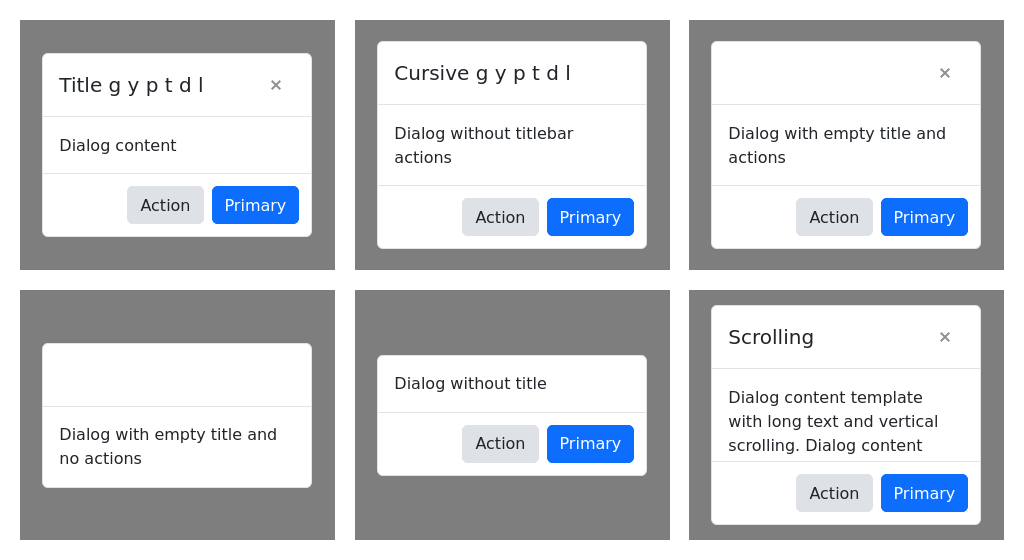 Title g y p t d l ×
Dialog content
Action Primary
Cursive g y p t d l
Dialog without titlebar
actions
Action Primary
×
Dialog with empty title and
actions
Action Primary
Dialog with empty title and
no actions
Dialog without title
Action Primary
Scrolling ×
Dialog content template
with long text and vertical
scrolling. Dialog content
Action Primary